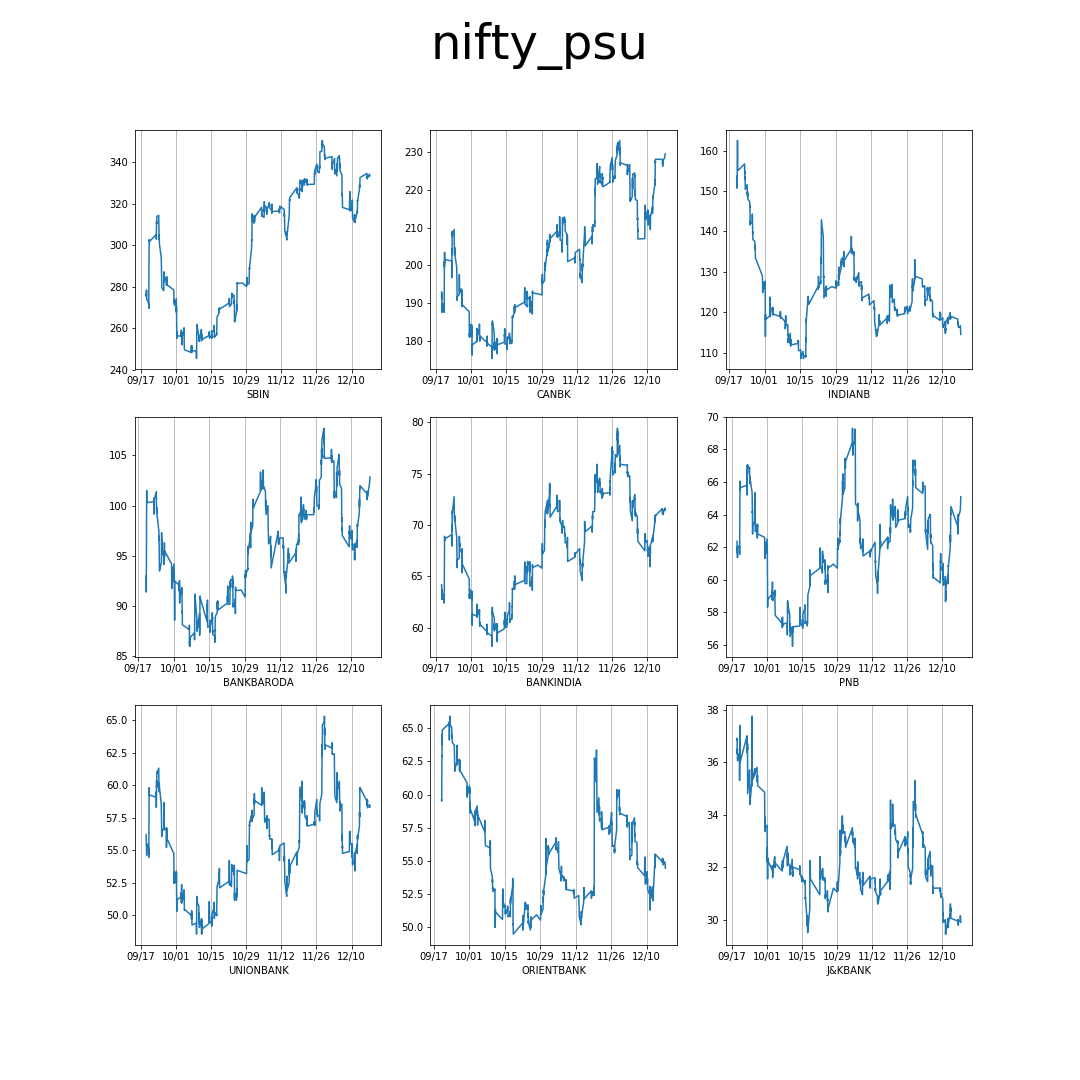 nifty_psu
340
320
300
280
260
240
09/17 10/01 10/15 10/29 11/12 11/26 12/10
SBIN
230
220
210
200
190
180
09/17 10/01 10/15 10/29 11/12 11/26 12/10
CANBK
160
150
140
130
120
110
09/17 10/01 10/15 10/29 11/12 11/26 12/10
INDIANB
105
100
95
90
85
09/17 10/01 10/15 10/29 11/12 11/26 12/10
BANKBARODA
80
75
70
65
60
09/17 10/01 10/15 10/29 11/12 11/26 12/10
BANKINDIA
70
68
66
64
62
60
58
56
09/17 10/01 10/15 10/29 11/12 11/26 12/10
PNB
65.0
62.5
60.0
57.5
55.0
52.5
50.0
09/17 10/01 10/15 10/29 11/12 11/26 12/10
UNIONBANK
65.0
62.5
60.0
57.5
55.0
52.5
50.0
09/17 10/01 10/15 10/29 11/12 11/26 12/10
ORIENTBANK
38
36
34
32
30
09/17 10/01 10/15 10/29 11/12 11/26 12/10
J&KBANK